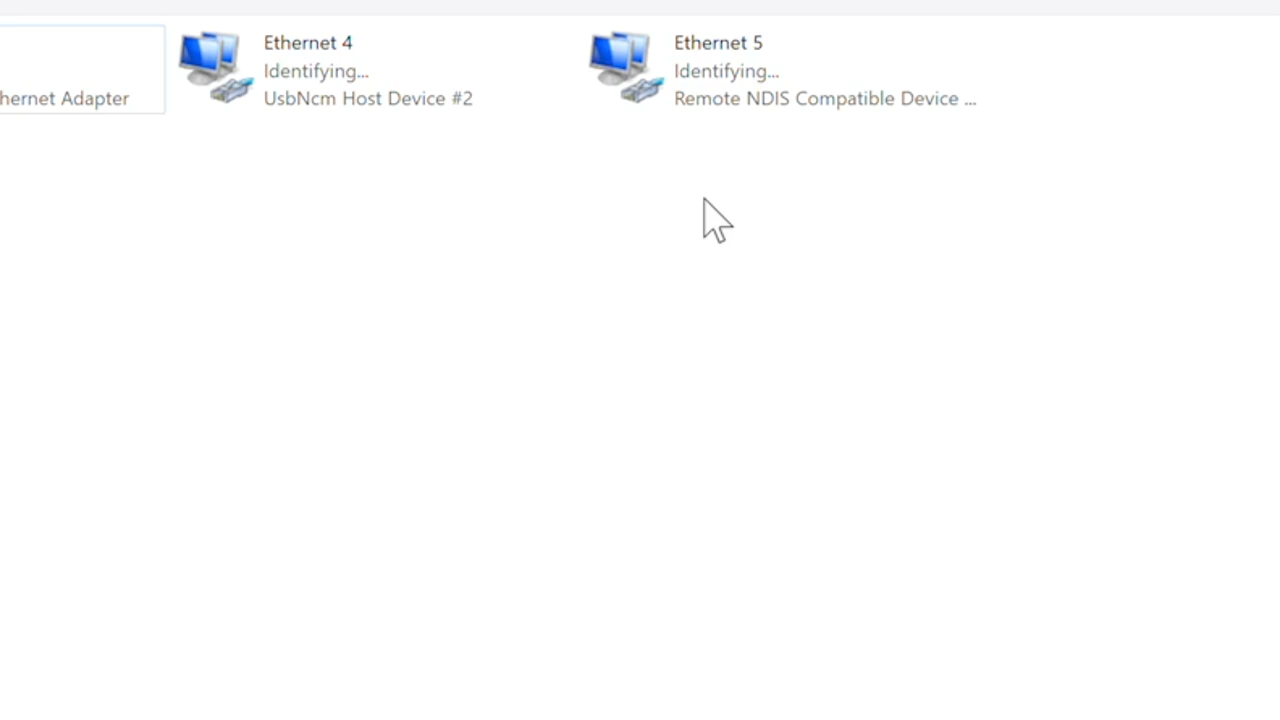 hernet Adapter
Ethernet 4
Identifying...
UsbNcm Host Device #2
Ethernet 5
Identifying...
Remote NDIS Compatible Device ...